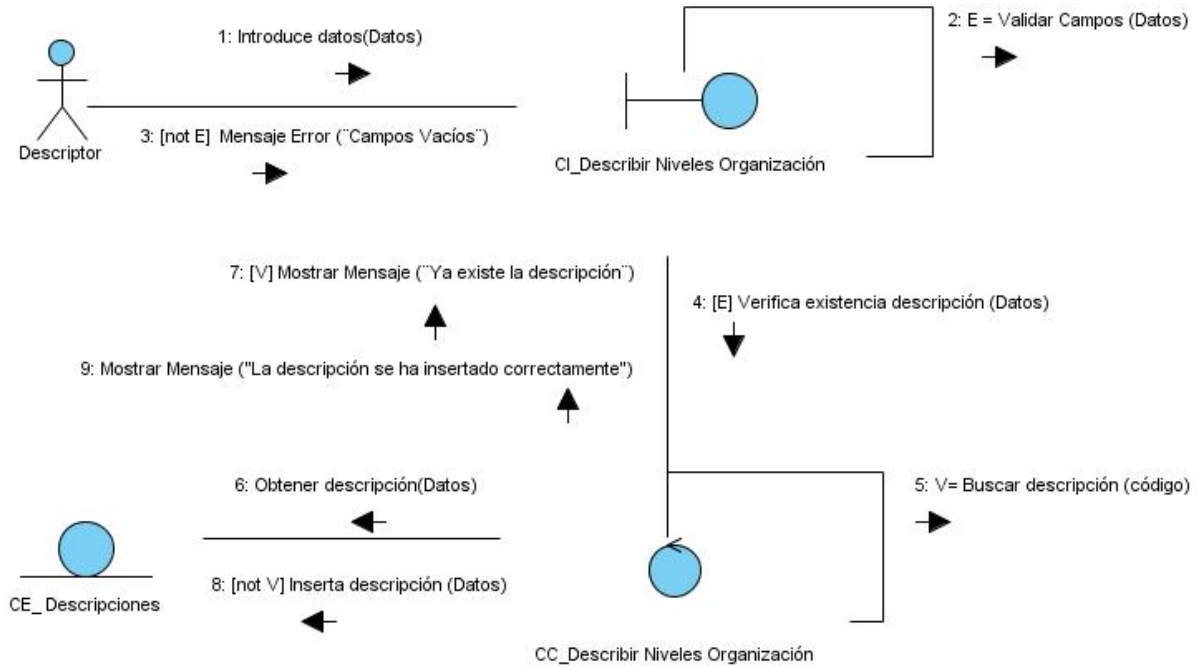 2: E = Validar Campos (Datos)
1: Introduce datos(Datos)
3: [not E]  Mensaje Error (¨Campos Vacíos¨)
Descriptor
CI_Describir Niveles Organización
7: [V] Mostrar Mensaje (¨Ya existe la descripción¨)
4: [E] Verifica existencia descripción (Datos)
9: Mostrar Mensaje ("La descripción se ha insertado correctamente")
6: Obtener descripción(Datos)
5: V= Buscar descripción (código)
8: [not V] Inserta descripción (Datos)
CE_ Descripciones
CC_Describir Niveles Organización